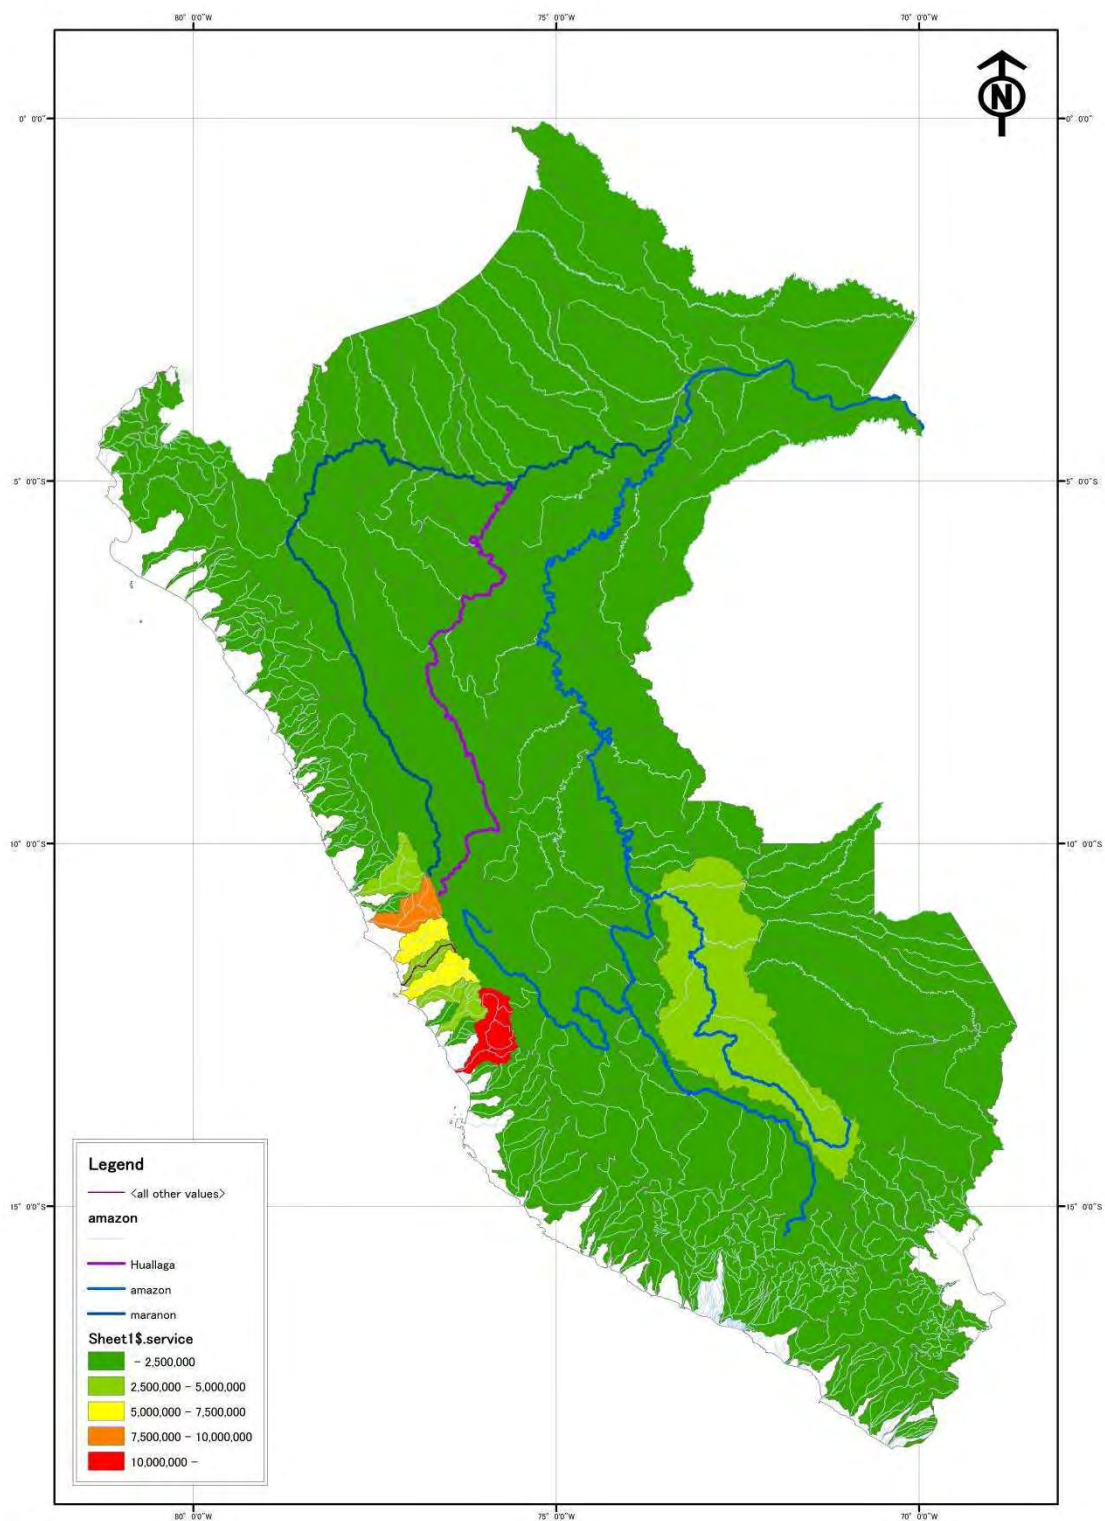 80° 0'0"W
75° 0'0"W
70° 0'0"W
N
0° 0'0"
0° 0'0"
5° 0'0"S
5° 0'0"S
10° 0'0"S
10° 0'0"S
Legend
<all other values>
amazon
Huallaga
amazon
maranon
Sheet1$.service
- 2,500,000
2,500,000 - 5,000,000
5,000,000 - 7,500,000
7,500,000 - 10,000,000
10,000,000 -
15° 0'0"S
15° 0'0"S
80° 0'0"W
75° 0'0"W
70° 0'0"W